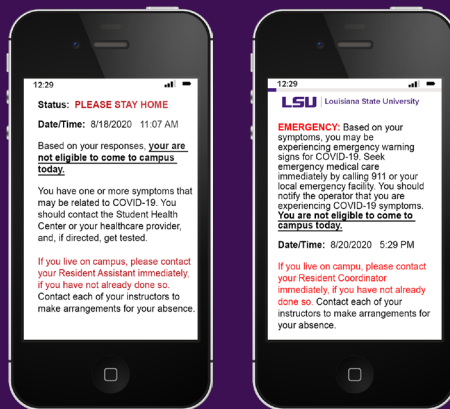 12:29
Status: PLEASE STAY HOME
Date/Time: 8/18/2020 11:07 AM
Based on your responses, your are
not eligible to come to campus
today.
You have one or more symptoms that
may be related to COVID-19. You
should contact the Student Health
Center or your healthcare provider,
and, if directed, get tested.
If you live on campus, please contact
your Resident Assistant immediately,
if you have not already done so.
Contact each of your instructors to
make arrangements for your absence.
12:29
LSU | Louisiana State University
EMERGENCY: Based on your
symptoms, you may be
experiencing emergency warning
signs for COVID-19. Seek
emergency medical care
immediately by calling 911 or your
local emergency facility. You should
notify the operator that you are
experiencing COVID-19 symptoms.
You are not eligible to come to
campus today.
Date/Time: 8/20/2020 5:29 PM
If you live on campu, please contact
your Resident Coordinator
immediately, if you have not already
done so. Contact each of your
instructors to make arrangements for
your absence.